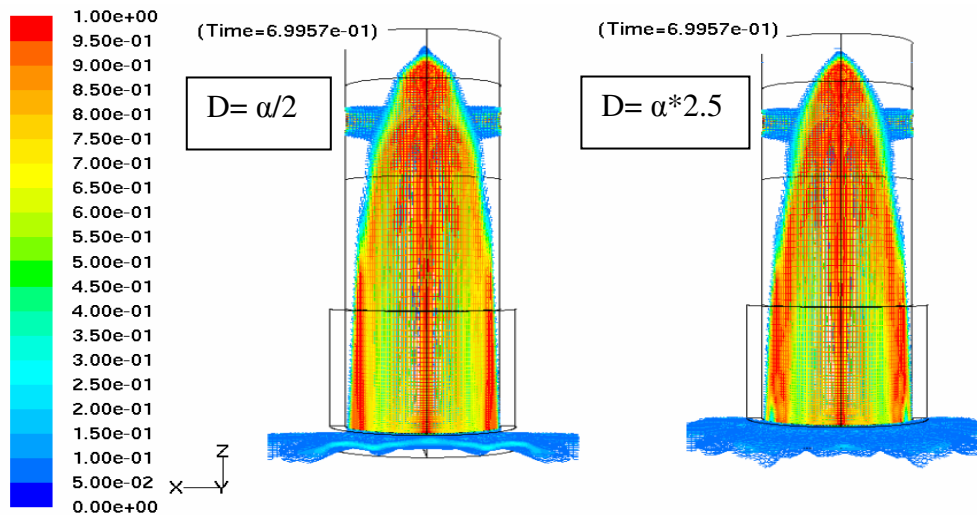 1.00e+00
9.50e-01
9.00e-01
8.50e-01
8.00e-01
7.50e-01
7.00e-01
6.50e-01
6.00e-01
5.50e-01
5.00e-01
4.50e-01
4.00e-01
3.50e-01
3.00e-01
2.50e-01
2.00e-01
1.50e-01
1.00e-01
5.00e-02
0.00e+00
Z
X
Y
(Time=6.9957e-01)
D= α/2
(Time=6.9957e-01)
D= α*2.5